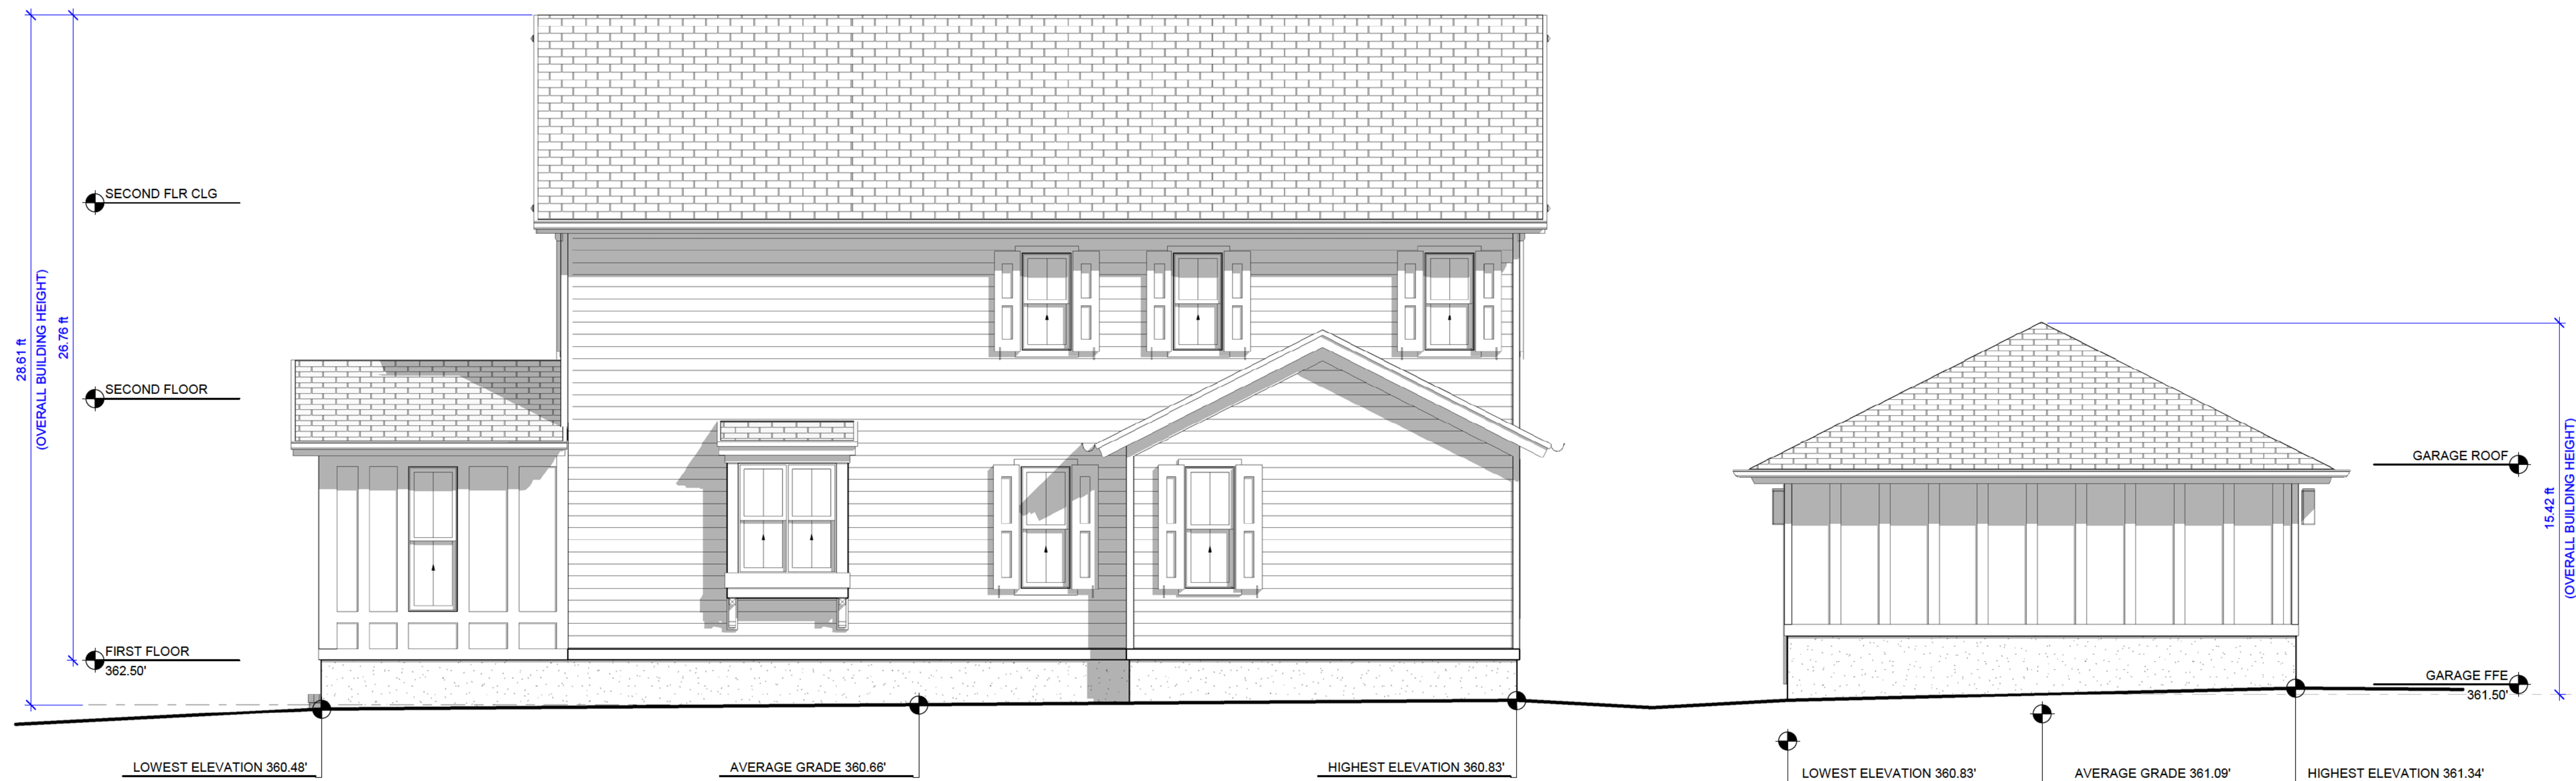 SECOND FLR CLG
28.61 ft
(OVERALL BUILDING HEIGHT)
26.76 ft
SECOND FLOOR
FIRST FLOOR
362.50'
LOWEST ELEVATION 360.48'
AVERAGE GRADE 360.66'
HIGHEST ELEVATION 360.83'
GARAGE ROOF
15.42 ft
(OVERALL BUILDING HEIGHT)
GARAGE FFE
361.50'
LOWEST ELEVATION 360.83'
AVERAGE GRADE 361.09'
HIGHEST ELEVATION 361.34'